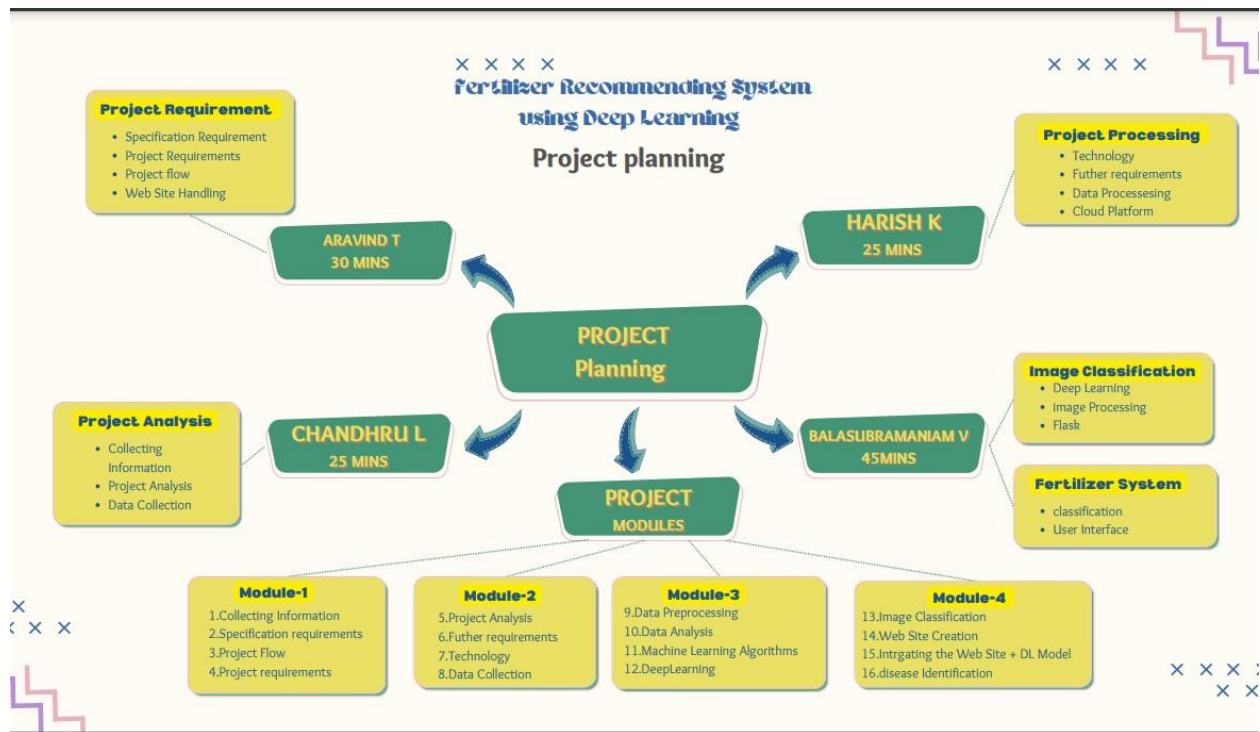 Fertilizer Recommending System
using Deep Learning
Project planning
Project Requirement
• Specification Requirement
• Project Requirements
• Project flow
• Web Site Handling
ARAVIND T
30 MINS
HARISH K
25 MINS
Project Processing
• Technology
• Futher requirements
• Data Processesing
• Cloud Platform
PROJECT
Planning
Project Analysis
• Collecting
Information
• Project Analysis
• Data Collection
CHANDHRU L
25 MINS
BALASUBRAMANIAM V
45MINS
Image Classification
• Deep Learning
• Image Processing
• Flask
Fertilizer System
• classification
• User Interface
PROJECT
MODULES
Module-1
1.Collecting Information
2.Specification requirements
3.Project Flow
4.Project requirements
Module-2
5.Project Analysis
6.Futher requirements
7.Technology
8.Data Collection
Module-3
9.Data Preprocessing
10.Data Analysis
11.Machine Learning Algorithms
12.DeepLearning
Module-4
13.Image Classification
14.Web Site Creation
15.Intrgating the Web Site + DL Model
16.disease Identification